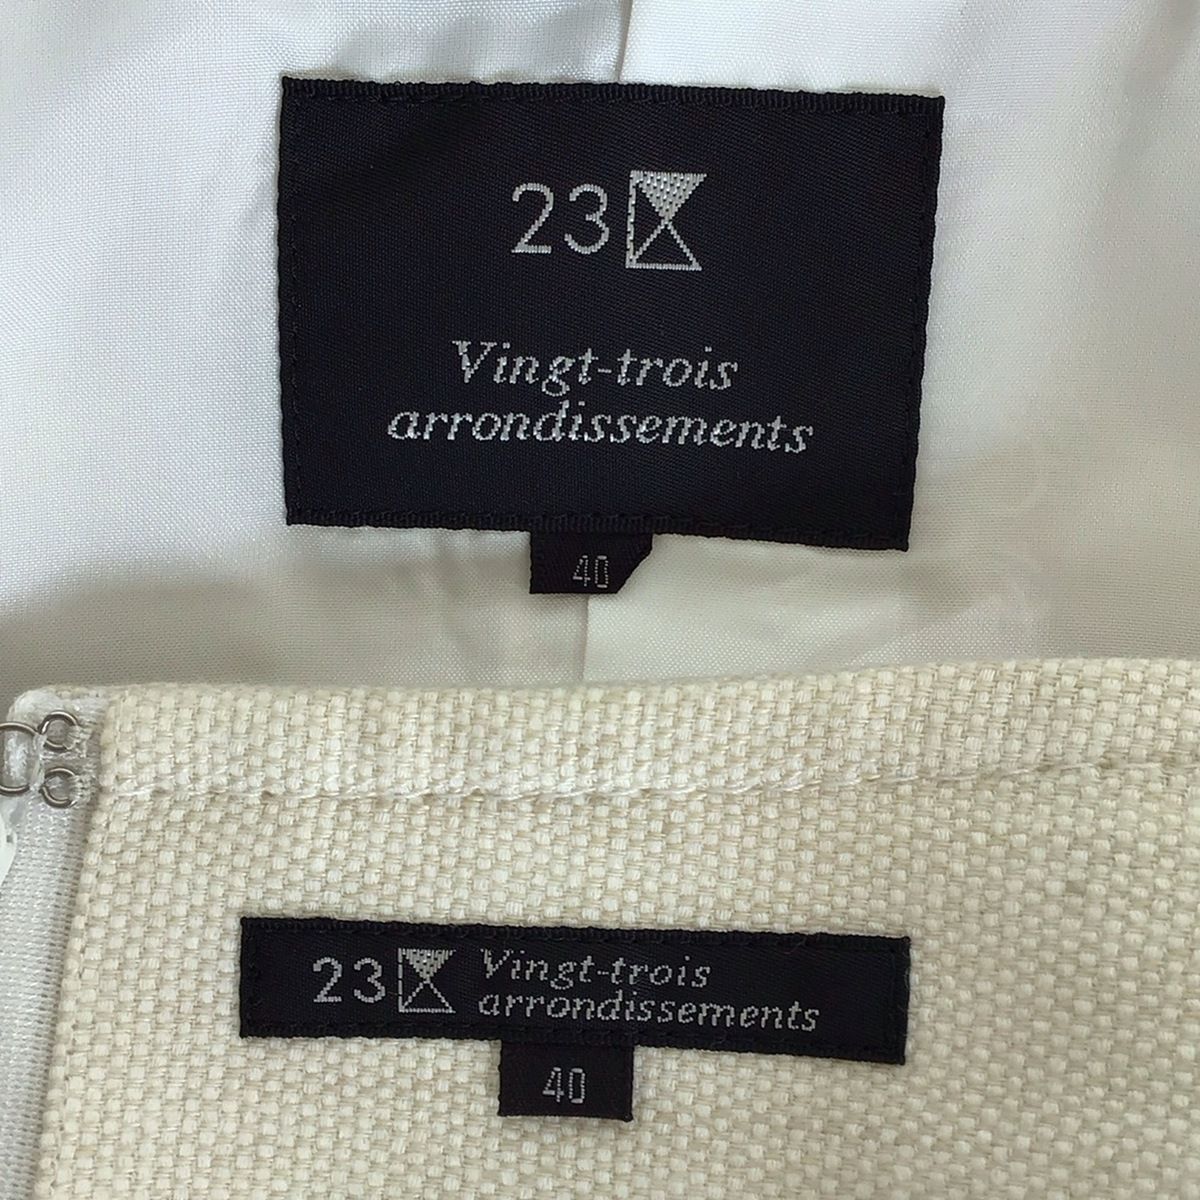 23
Vingt-trois
arrondissements
40
23 Vingt-trois
arrondissements
40